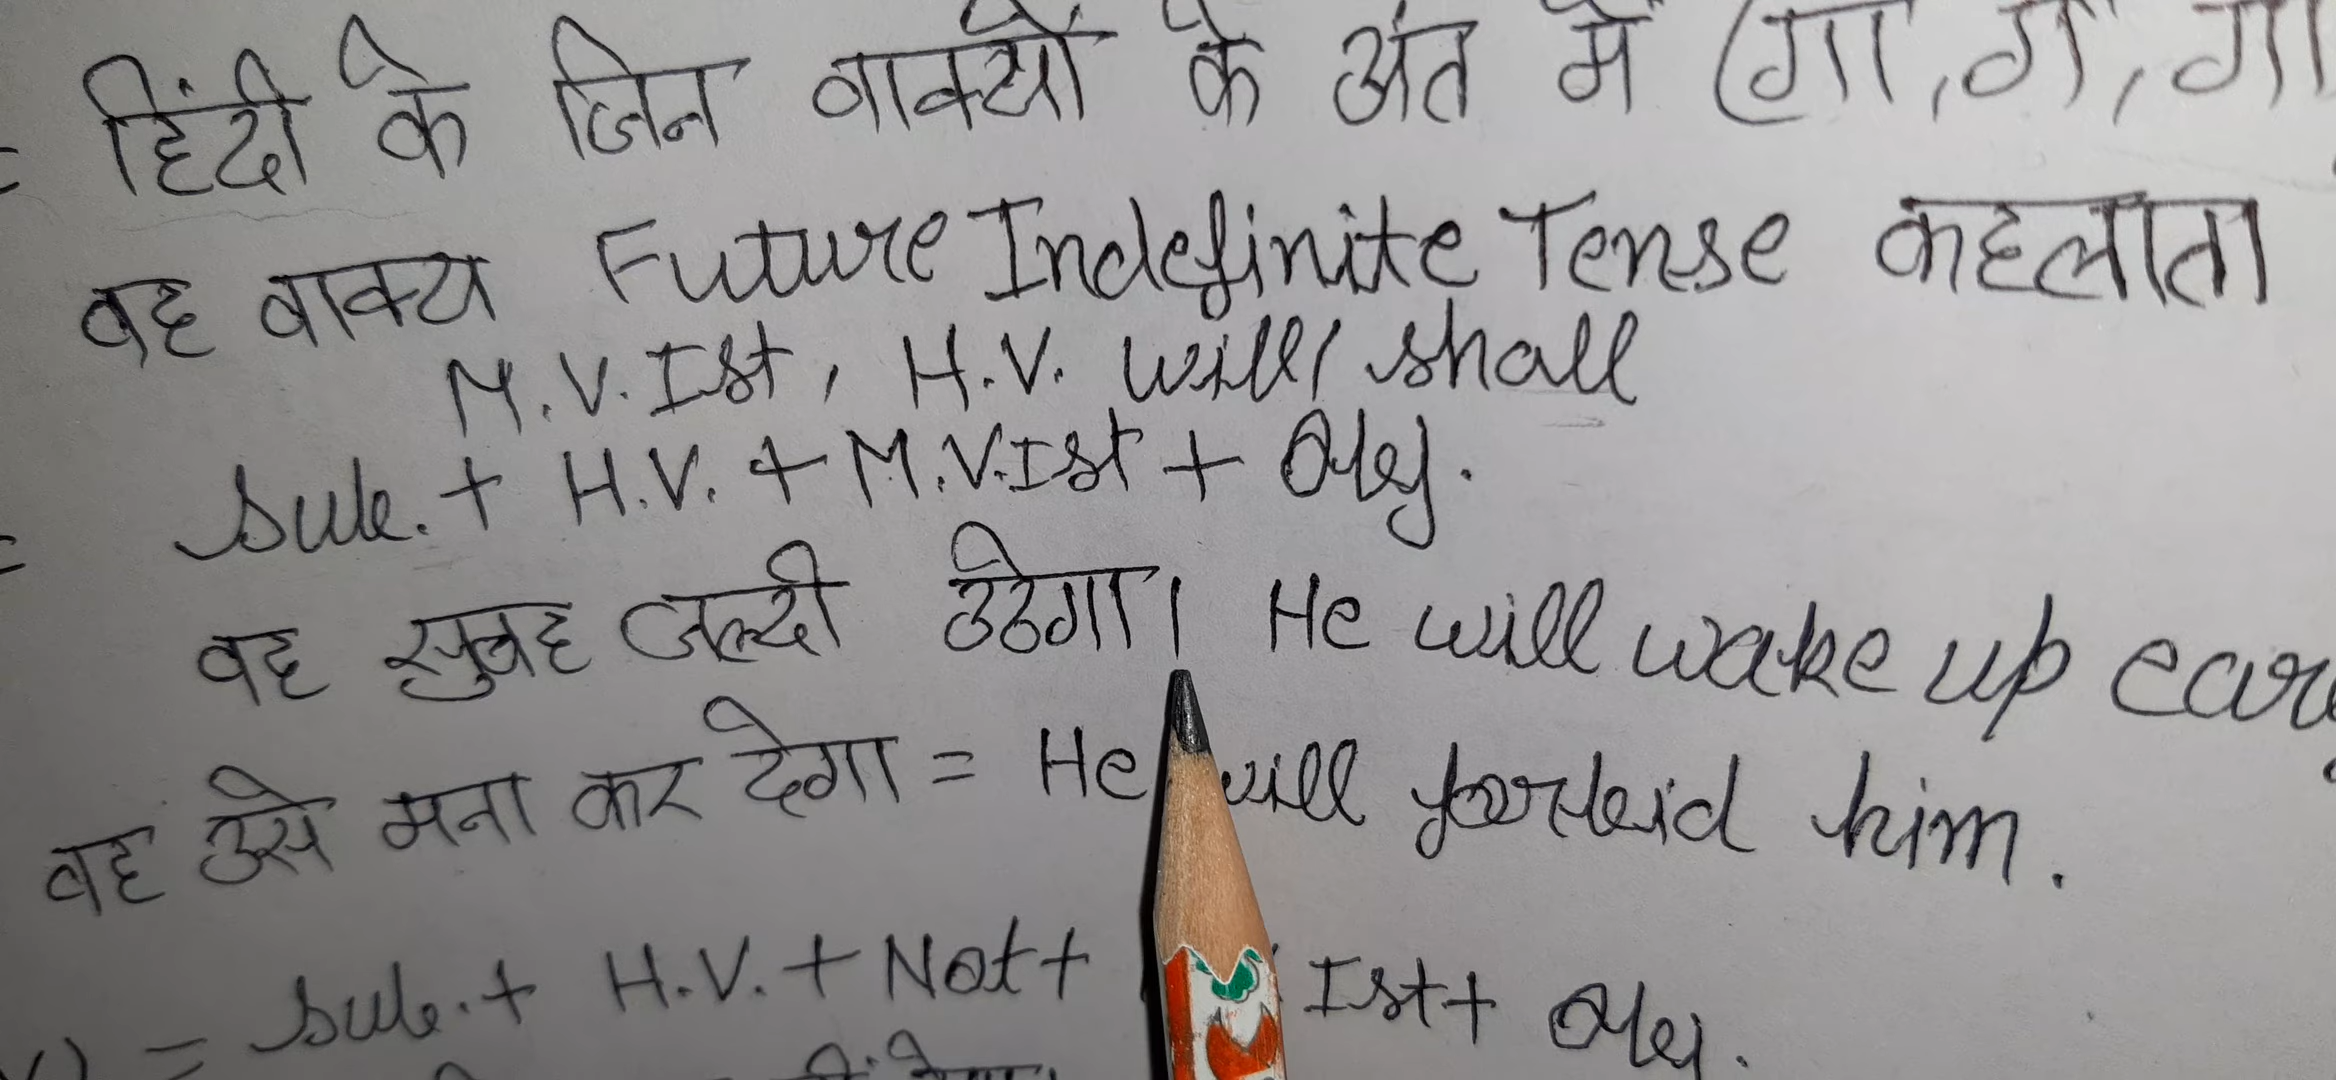 = हिंदी के जिन वाक्यों के अंत में (गा, गे, गी
वह वाक्य Future Indefinite Tense कहलाता
M.V. Ist, H.V. will/shall
= Sub. + H.V. + M.V. Ist + Obj.
वह सुबह जल्दी उठेगा। He will wake up
वह उसे मना कर देगा = He will forbid him.
= Sub. + H.V. + Not + Ist + Obj.